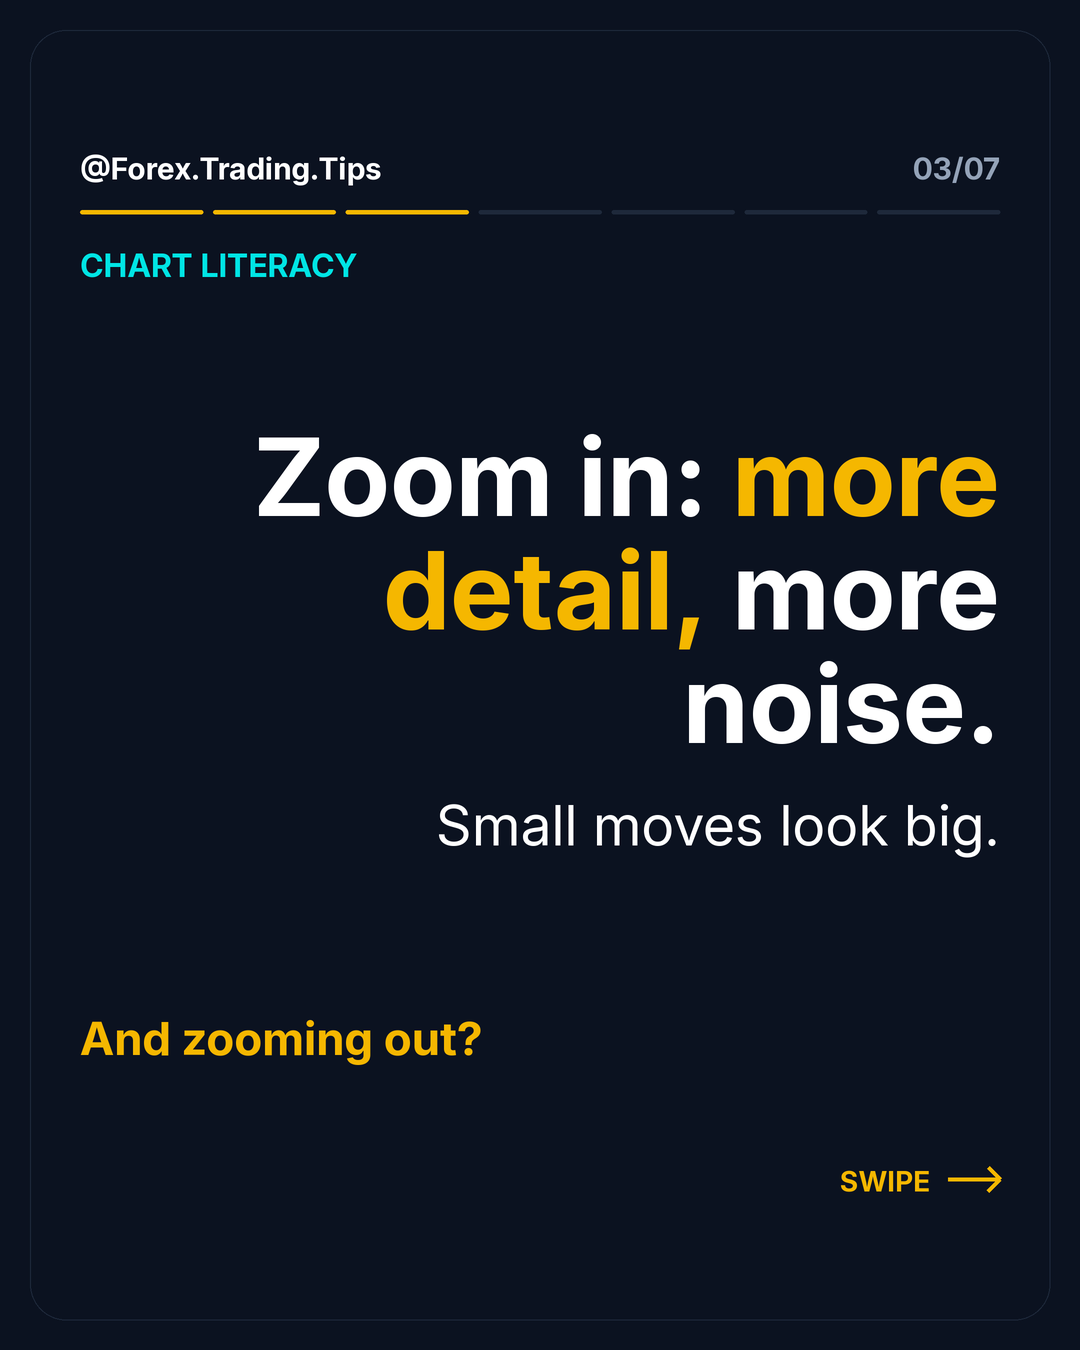 @Forex.Trading.Tips
03/07
CHART LITERACY
Zoom in: more
detail, more
noise.
Small moves look big.
And zooming out?
SWIPE